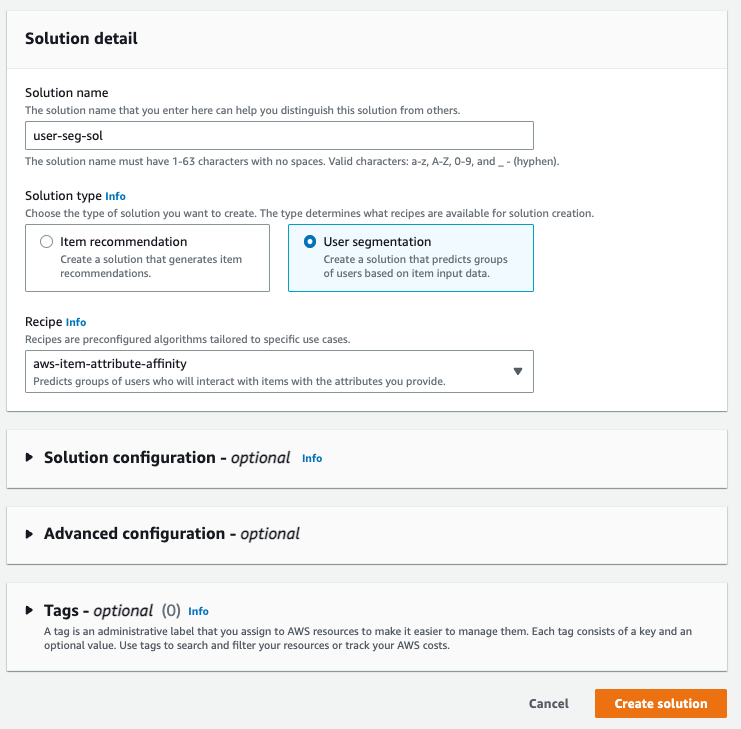 Solution detail
Solution name
The solution name that you enter here can help you distinguish this solution from others.
user-seg-sol
The solution name must have 1-63 characters with no spaces. Valid characters: a-z, A-Z, 0-9, and _ - (hyphen).
Solution type Info
Choose the type of solution you want to create. The type determines what recipes are available for solution creation.
Item recommendation
Create a solution that generates item
recommendations.
User segmentation
Create a solution that predicts groups
of users based on item input data.
Recipe Info
Recipes are preconfigured algorithms tailored to specific use cases.
aws-item-attribute-affinity
Predicts groups of users who will interact with items with the attributes you provide.
Solution configuration - optional Info
Advanced configuration - optional
Tags - optional (0) Info
A tag is an administrative label that you assign to AWS resources to make it easier to manage them. Each tag consists of a key and an
optional value. Use tags to search and filter your resources or track your AWS costs.
Cancel
Create solution